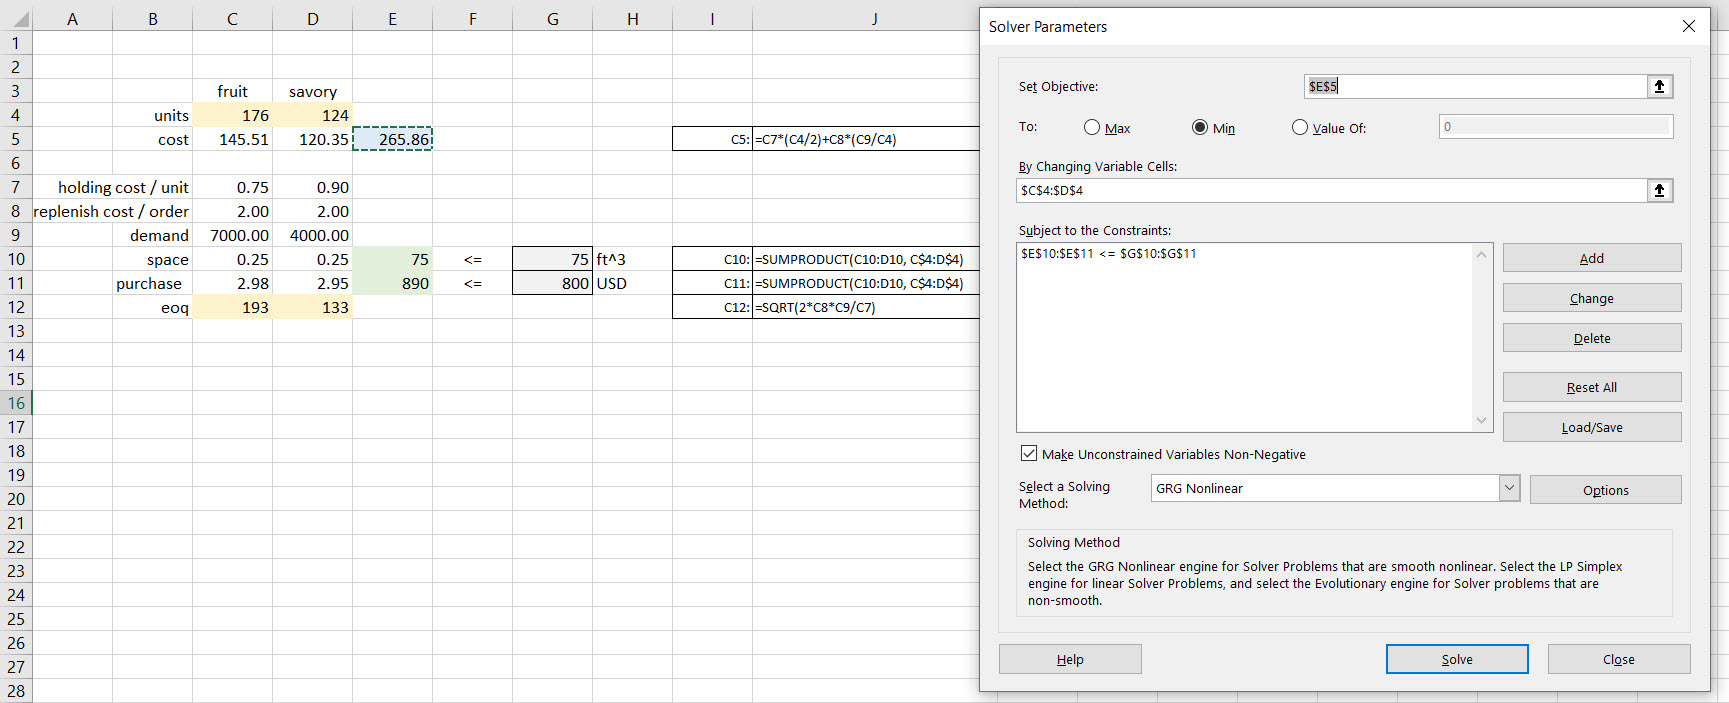 A B C D E F G H I J
1
2
3 fruit savory
4 units 176 124
5 cost 145.51 120.35 265.86 C5: =C7*(C4/2)+C8*(C9/C4)
6
7 holding cost / unit 0.75 0.90
8 replenish cost / order 2.00 2.00
9 demand 7000.00 4000.00
10 space 0.25 0.25 75 <= 75 ft^3 C10: =SUMPRODUCT(C10:D10, C$4:D$4)
11 purchase 2.98 2.95 890 <= 800 USD C11: =SUMPRODUCT(C10:D10, C$4:D$4)
12 eoq 193 133 C12: =SQRT(2*C8*C9/C7)
13
14
15
16
17
18
19
20
21
22
23
24
25
26
27
28
Solver Parameters
Set Objective: $E$5
To: Max Min Value Of: 0
By Changing Variable Cells:
$C$4:$D$4
Subject to the Constraints:
$E$10:$E$11 <= $G$10:$G$11
Add
Change
Delete
Reset All
Load/Save
Make Unconstrained Variables Non-Negative
Select a Solving
Method:
GRG Nonlinear
Options
Solving Method
Select the GRG Nonlinear engine for Solver Problems that are smooth nonlinear. Select the LP Simplex
engine for linear Solver Problems, and select the Evolutionary engine for Solver problems that are
non-smooth.
Help Solve Close